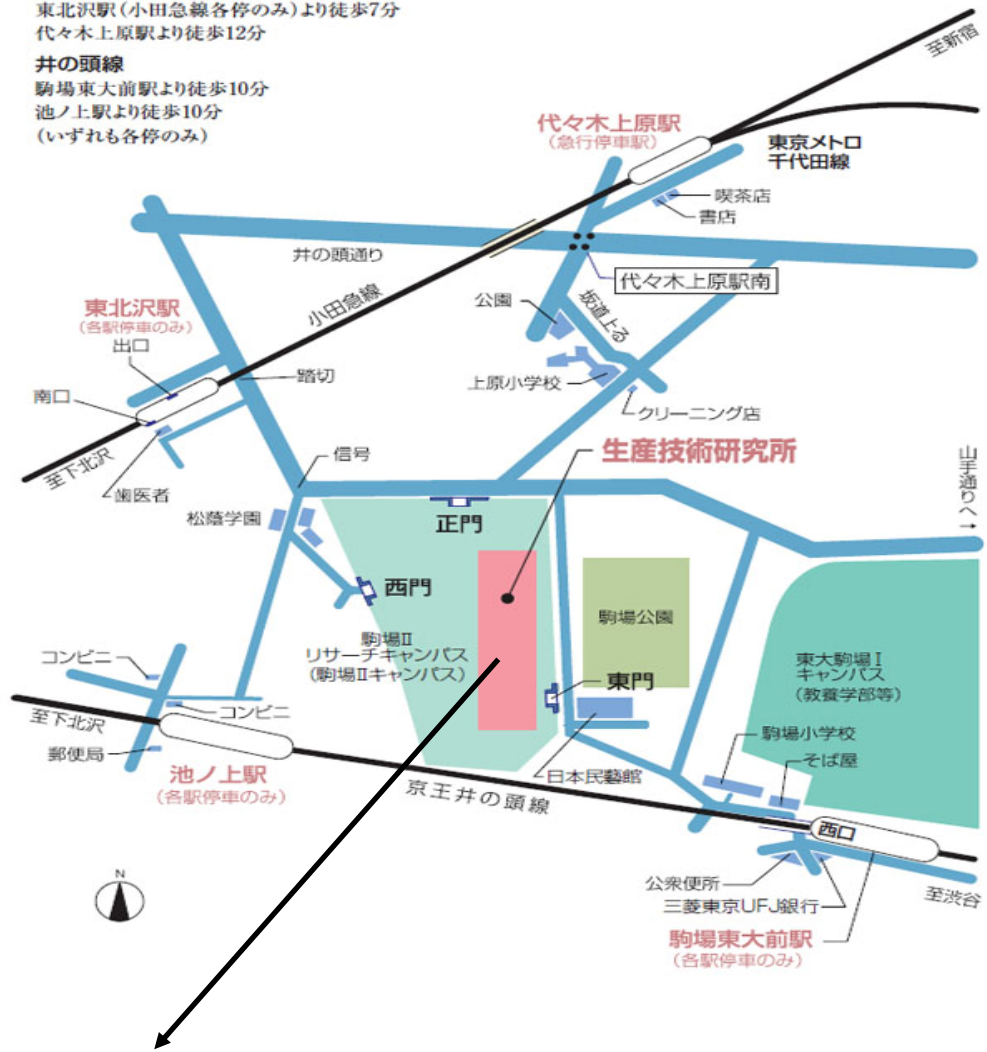 東北沢駅（小田急線各停のみ）より徒歩7分
代々木上原駅より徒歩12分
井の頭線
駒場東大前駅より徒歩10分
池ノ上駅より徒歩10分
（いずれも各停のみ）
至新宿
代々木上原駅
（急行停車駅）
東京メトロ
千代田線
喫茶店
書店
井の頭通り
代々木上原駅南
小田急線
公園
坂道上る
東北沢駅
（各駅停車のみ）
出口
踏切
上原小学校
南口
クリーニング店
至下北沢
歯医者
信号
生産技術研究所
山手通りへ→
松蔭学園
正門
西門
駒場公園
駒場Ⅱ
リサーチキャンパス
（駒場Ⅱキャンパス）
コンビニ
東大駒場Ⅰ
キャンパス
（教養学部等）
東門
至下北沢
コンビニ
郵便局
駒場小学校
そば屋
池ノ上駅
（各駅停車のみ）
日本民藝館
京王井の頭線
西口
N
公衆便所
三菱東京UFJ銀行
至渋谷
駒場東大前駅
（各駅停車のみ）